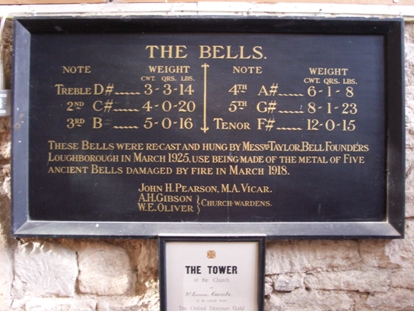 THE BELLS.
NOTE WEIGHT NOTE WEIGHT
CWT. QRS. LBS. CWT. QRS. LBS.
TREBLE D# 3-3-14 4TH A# 6-1-8
2ND C# 4-0-20 5TH G# 8-1-23
3RD B 5-0-16 TENOR F# 12-0-15
THESE BELLS WERE RECAST AND HUNG BY MESSRS TAYLOR, BELL FOUNDERS
LOUGHBOROUGH IN MARCH 1925, USE BEING MADE OF THE METAL OF FIVE
ANCIENT BELLS DAMAGED BY FIRE IN MARCH 1918.
JOHN H. PEARSON, M.A. VICAR.
A.H. GIBSON
W.E. OLIVER } CHURCH-WARDENS.
THE TOWER
of the Church